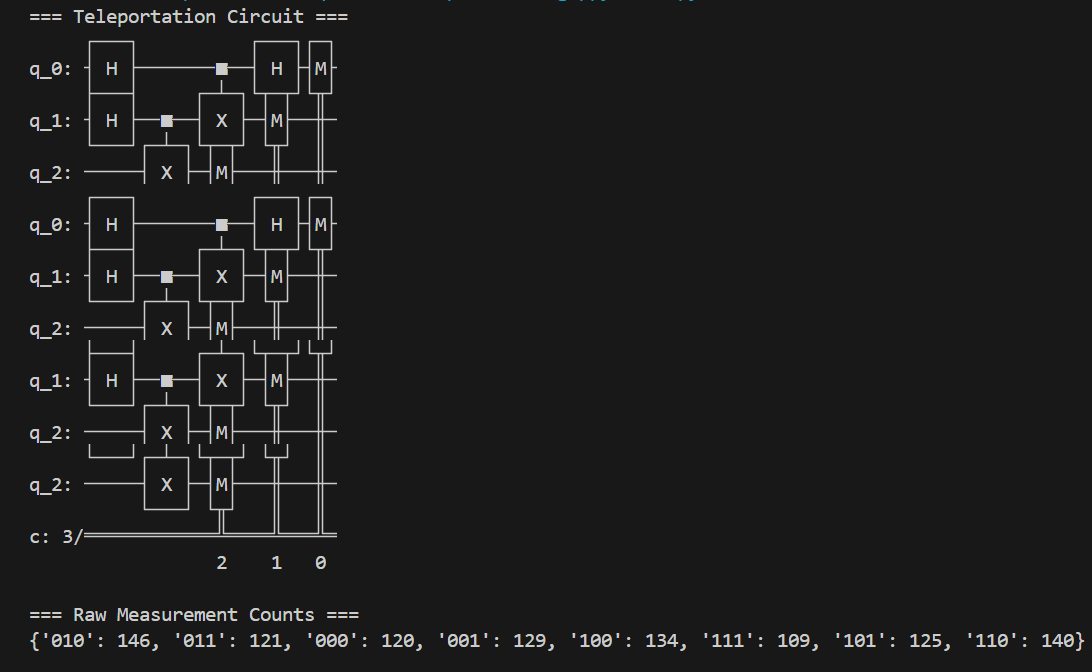 === Teleportation Circuit ===
q_0: H ■ H M
q_1: H ■ X M
q_2: X M
q_0: H ■ H M
q_1: H ■ X M
q_2: X M
q_1: H ■ X M
q_2: X M
q_2: X M
c: 3/
2 1 0
=== Raw Measurement Counts ===
{'010': 146, '011': 121, '000': 120, '001': 129, '100': 134, '111': 109, '101': 125, '110': 140}